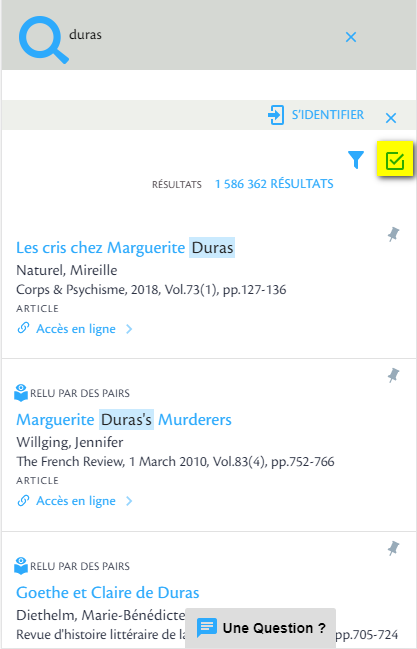 duras
S'IDENTIFIER
RÉSULTATS 1 586 362 RÉSULTATS
Les cris chez Marguerite Duras
Naturel, Mireille
Corps & Psychisme, 2018, Vol.73(1), pp.127-136
ARTICLE
Accès en ligne
RELU PAR DES PAIRS
Marguerite Duras's Murderers
Willging, Jennifer
The French Review, 1 March 2010, Vol.83(4), pp.752-766
ARTICLE
Accès en ligne
RELU PAR DES PAIRS
Goethe et Claire de Duras
Diethelm, Marie-Bénédicte
Une Question ?
Revue d'histoire littéraire de pp.705-724